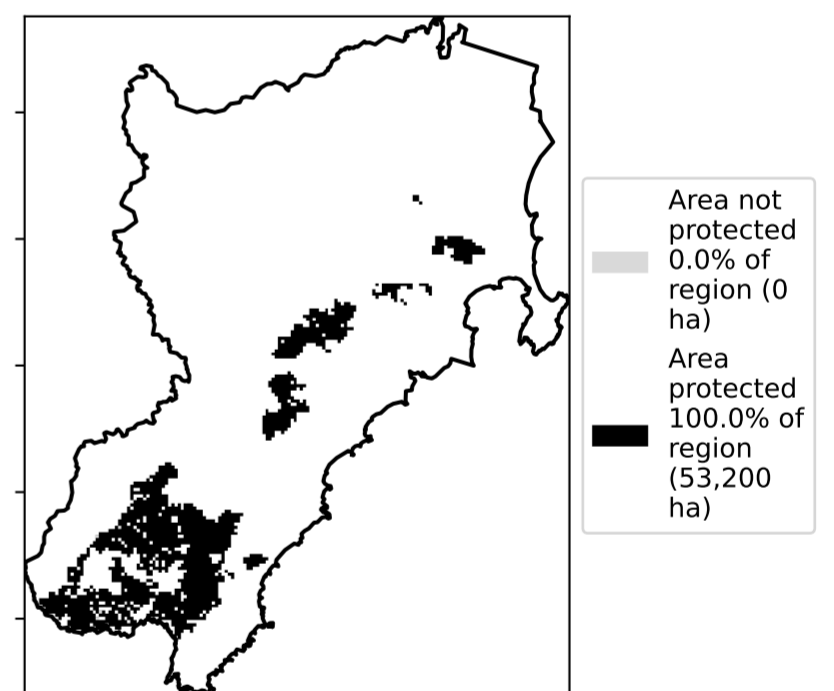 Area not
protected
0.0% of
region (0
ha)
Area
protected
100.0% of
region
(53,200
ha)